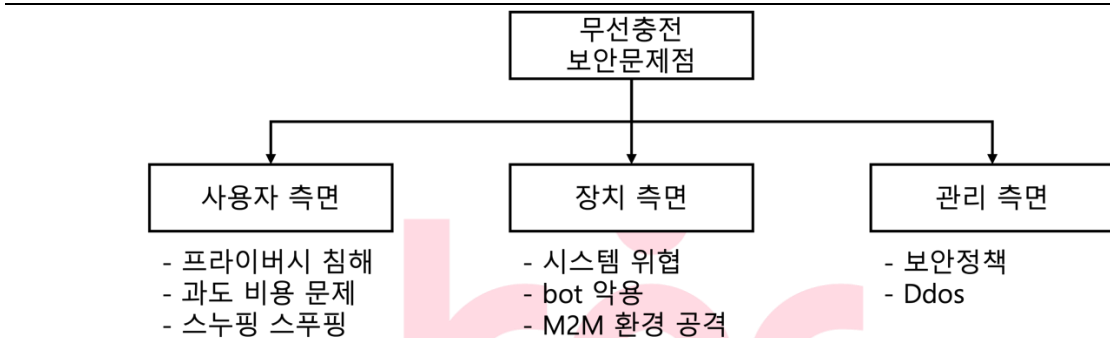 무선충전
보안문제점
사용자 측면
장치 측면
관리 측면
- 프라이버시 침해
- 과도 비용 문제
- 스누핑 스푸핑
- 시스템 위협
- bot 악용
- M2M 환경 공격
- 보안정책
- Ddos